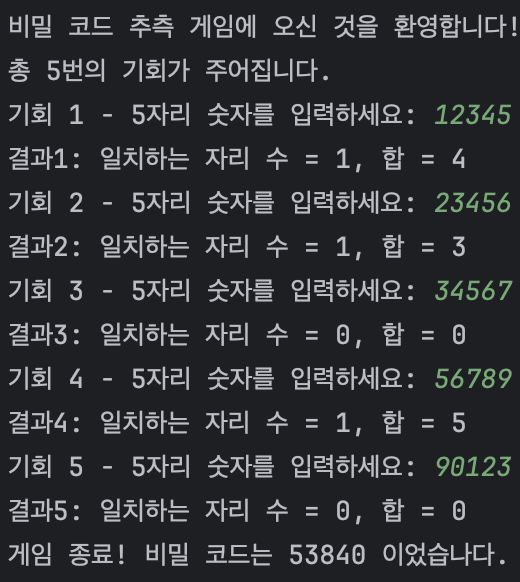 비밀 코드 추측 게임에 오신 것을 환영합니다!
총 5번의 기회가 주어집니다.
기회 1 - 5자리 숫자를 입력하세요: 12345
결과1: 일치하는 자리 수 = 1, 합 = 4
기회 2 - 5자리 숫자를 입력하세요: 23456
결과2: 일치하는 자리 수 = 1, 합 = 3
기회 3 - 5자리 숫자를 입력하세요: 34567
결과3: 일치하는 자리 수 = 0, 합 = 0
기회 4 - 5자리 숫자를 입력하세요: 56789
결과4: 일치하는 자리 수 = 1, 합 = 5
기회 5 - 5자리 숫자를 입력하세요: 90123
결과5: 일치하는 자리 수 = 0, 합 = 0
게임 종료! 비밀 코드는 53840 이었습나다.